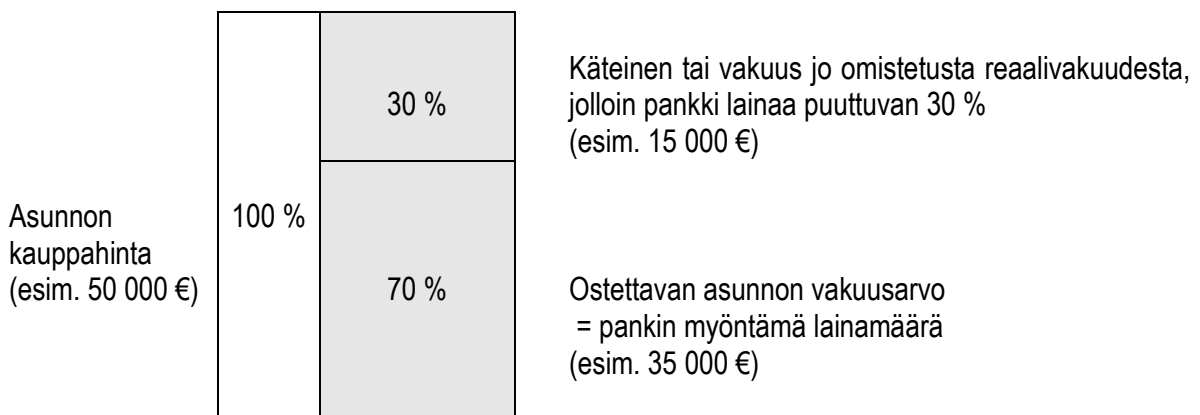 Asunnon
kauppahinta
(esim. 50 000 €)
100 %
30 %
Käteinen tai vakuus jo omistetusta reaalivakuudesta,
jolloin pankki lainaa puuttuvan 30 %
(esim. 15 000 €)
70 %
Ostettavan asunnon vakuusarvo
= pankin myöntämä lainamäärä
(esim. 35 000 €)